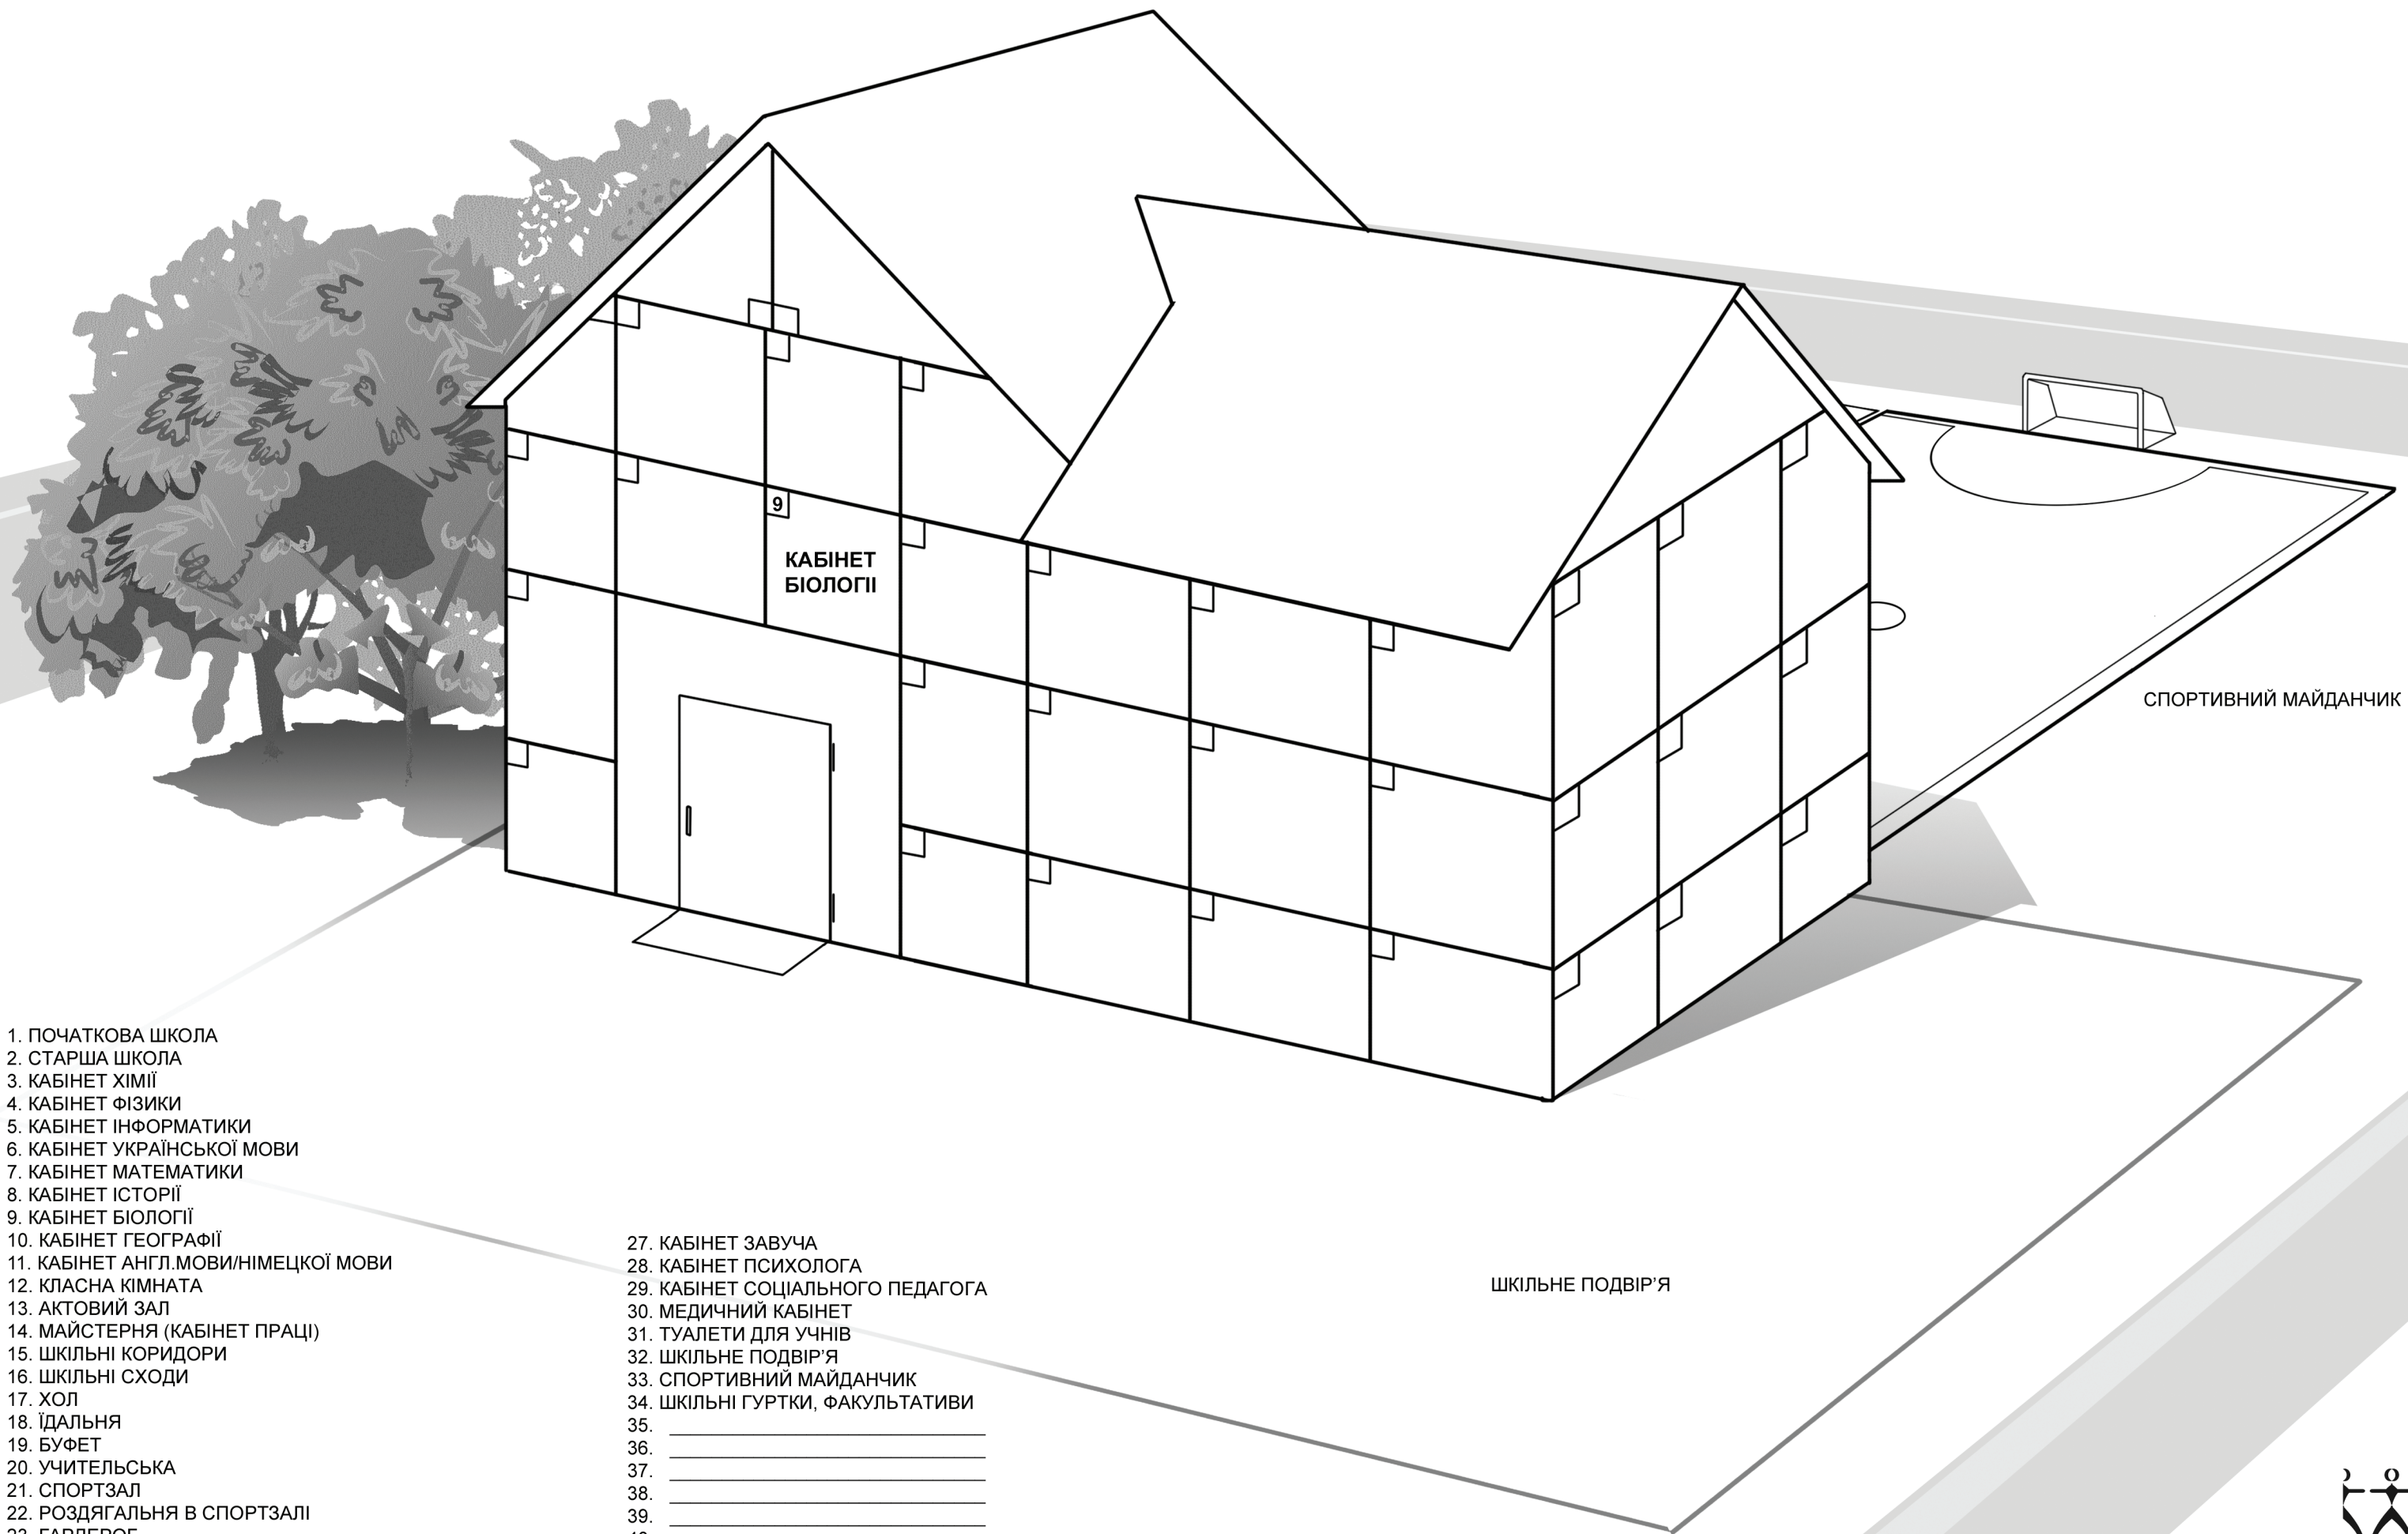 9
КАБІНЕТ
БІОЛОГІІ
СПОРТИВНИЙ МАЙДАНЧИК
ШКІЛЬНЕ ПОДВІР’Я
1. ПОЧАТКОВА ШКОЛА
2. СТАРША ШКОЛА
3. КАБІНЕТ ХІМІЇ
4. КАБІНЕТ ФІЗИКИ
5. КАБІНЕТ ІНФОРМАТИКИ
6. КАБІНЕТ УКРАЇНСЬКОЇ МОВИ
7. КАБІНЕТ МАТЕМАТИКИ
8. КАБІНЕТ ІСТОРІЇ
9. КАБІНЕТ БІОЛОГІЇ
10. КАБІНЕТ ГЕОГРАФІЇ
11. КАБІНЕТ АНГЛ.МОВИ/НІМЕЦКОЇ МОВИ
12. КЛАСНА КІМНАТА
13. АКТОВИЙ ЗАЛ
14. МАЙСТЕРНЯ (КАБІНЕТ ПРАЦІ)
15. ШКІЛЬНІ КОРИДОРИ
16. ШКІЛЬНІ СХОДИ
17. ХОЛ
18. ЇДАЛЬНЯ
19. БУФЕТ
20. УЧИТЕЛЬСЬКА
21. СПОРТЗАЛ
22. РОЗДЯГАЛЬНЯ В СПОРТЗАЛІ
27. КАБІНЕТ ЗАВУЧА
28. КАБІНЕТ ПСИХОЛОГА
29. КАБІНЕТ СОЦІАЛЬНОГО ПЕДАГОГА
30. МЕДИЧНИЙ КАБІНЕТ
31. ТУАЛЕТИ ДЛЯ УЧНІВ
32. ШКІЛЬНЕ ПОДВІР’Я
33. СПОРТИВНИЙ МАЙДАНЧИК
34. ШКІЛЬНІ ГУРТКИ, ФАКУЛЬТАТИВИ
35.
36.
37.
38.
39.